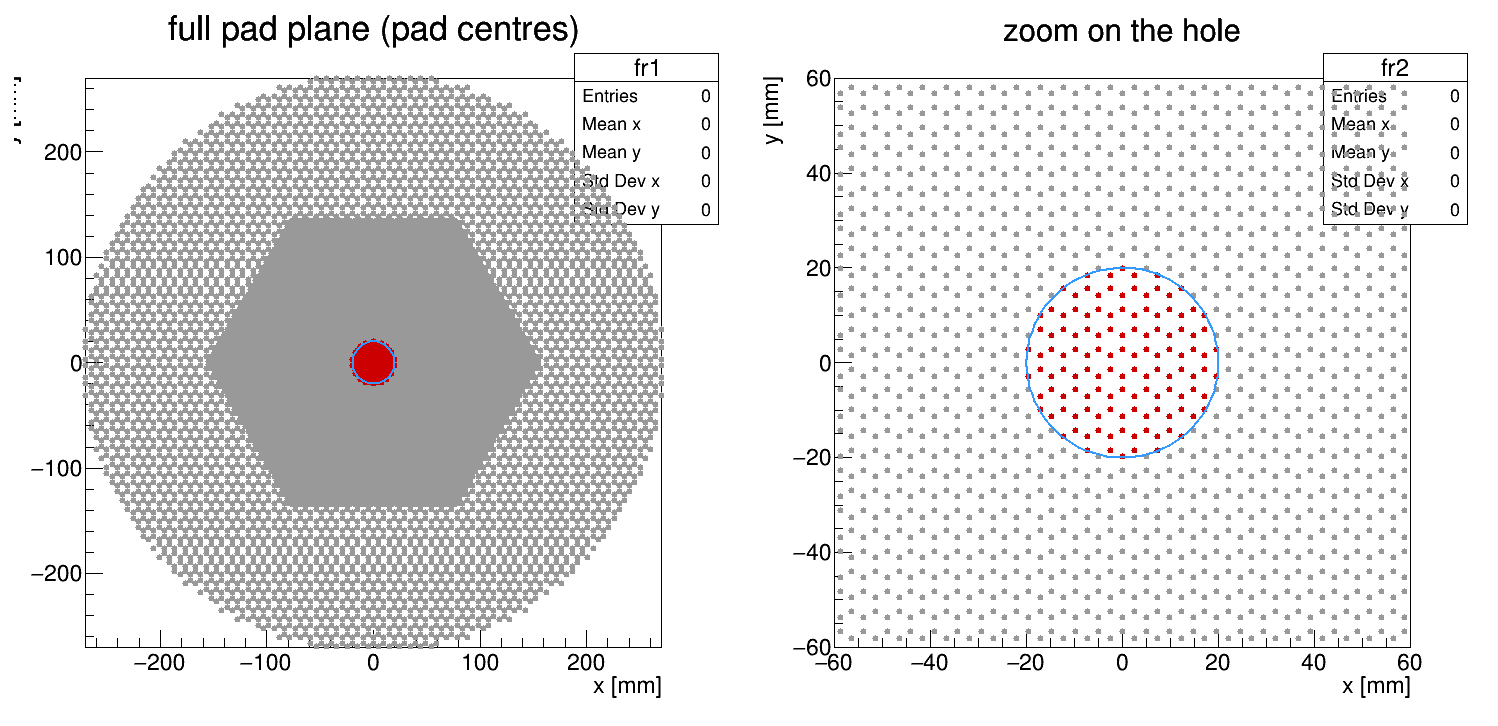 full pad plane (pad centres)
fr1
Entries 0
Mean x 0
Mean y 0
Std Dev x 0
Std Dev y 0
200
100
0
−100
−200
−200 −100 0 100 200
x [mm]
zoom on the hole
y [mm]
fr2
Entries 0
Mean x 0
Mean y 0
Std Dev x 0
Std Dev y 0
60
40
20
0
−20
−40
−60
−60 −40 −20 0 20 40 60
x [mm]